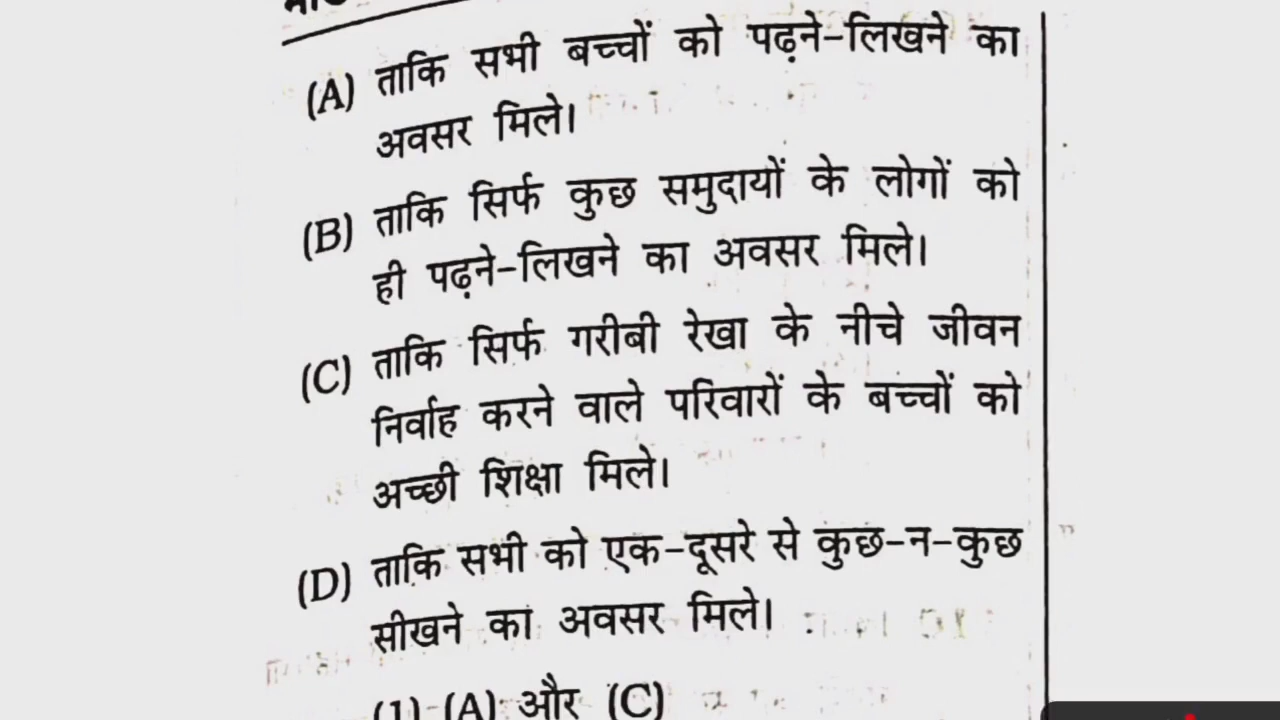 (A) ताकि सभी बच्चों को पढ़ने-लिखने का
अवसर मिले।
(B) ताकि सिर्फ कुछ समुदायों के लोगों को
ही पढ़ने-लिखने का अवसर मिले।
(C) ताकि सिर्फ गरीबी रेखा के नीचे जीवन
निर्वाह करने वाले परिवारों के बच्चों को
अच्छी शिक्षा मिले।
(D) ताकि सभी को एक-दूसरे से कुछ-न-कुछ
सीखने का अवसर मिले।
(1) (A) और (C)